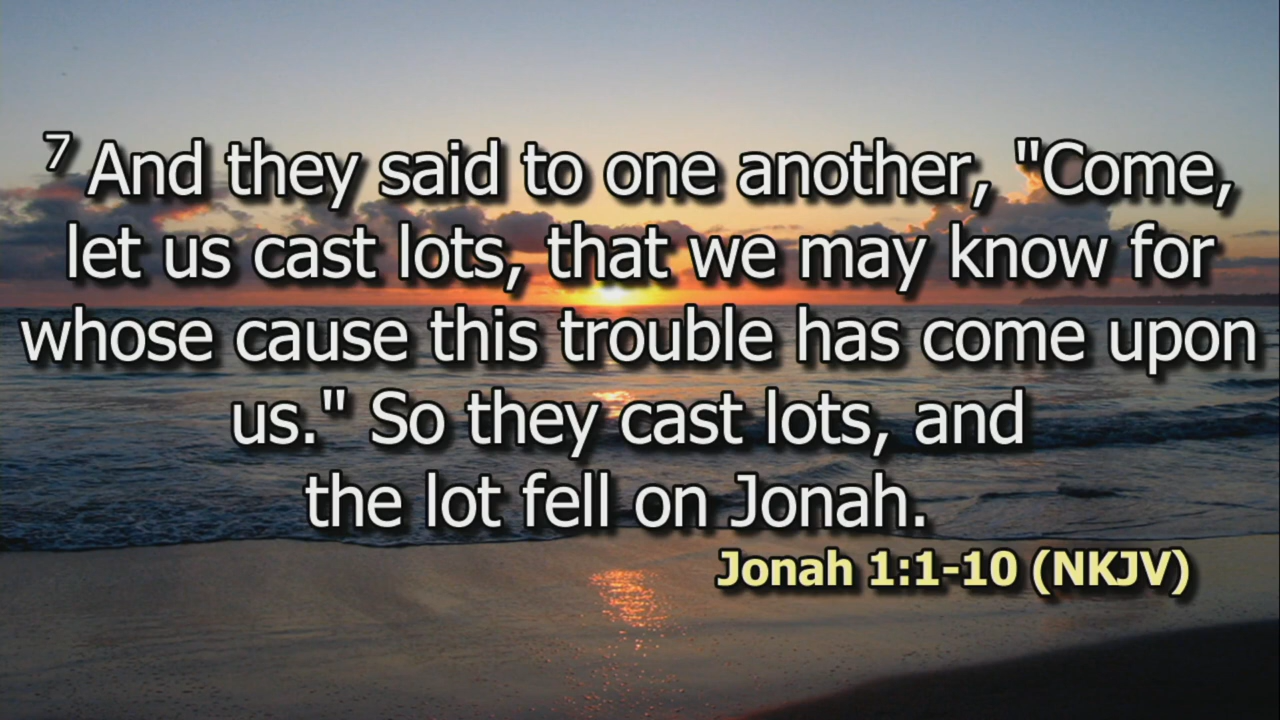 7 And they said to one another, "Come,
let us cast lots, that we may know for
whose cause this trouble has come upon
us." So they cast lots, and
the lot fell on Jonah.
Jonah 1:1-10 (NKJV)